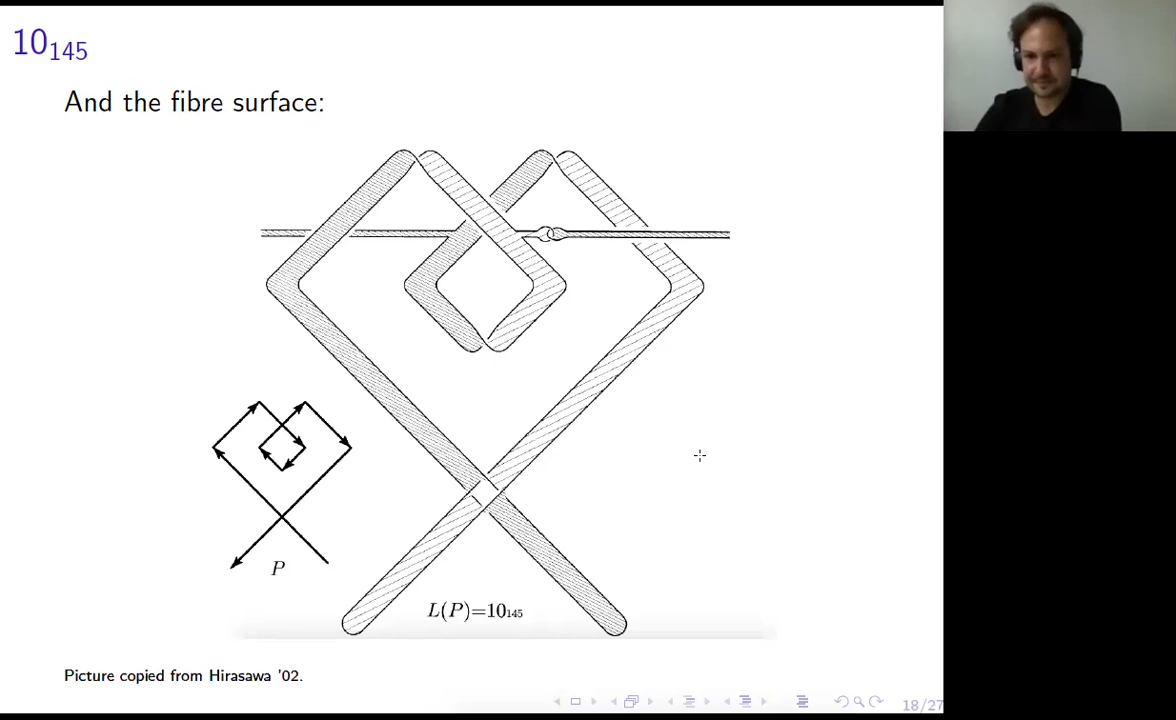 10₁₄₅
And the fibre surface:
P
L(P)=10₁₄₅
Picture copied from Hirasawa '02.
18/27